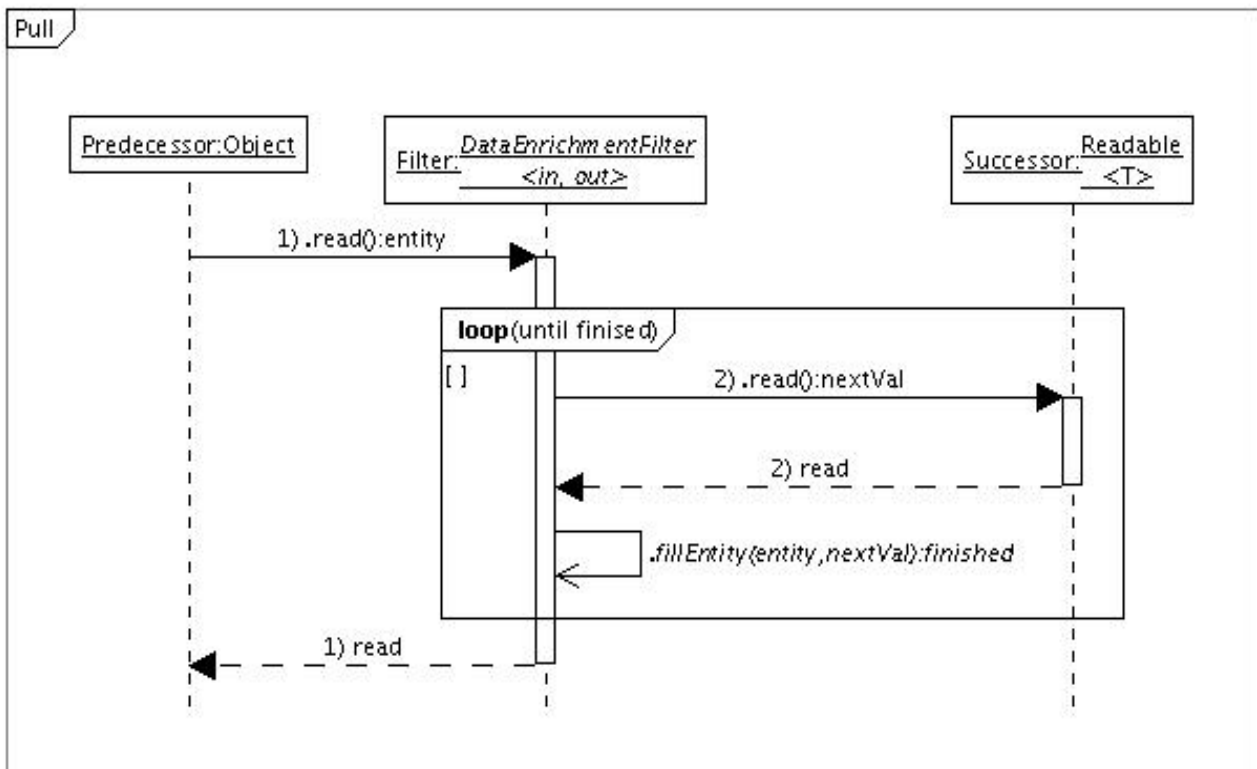 Pull
Predecessor:Object
Filter:DataEnrichmentFilter
<in, out>
Successor:Readable
<T>
1) .read():entity
loop(until finised)
[ ]
2) .read():nextVal
2) read
.fillEntity(entity,nextVal):finished
1) read